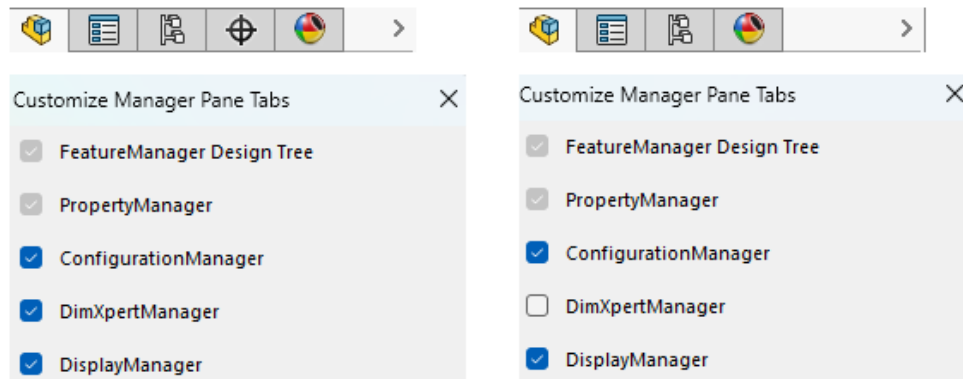 Customize Manager Pane Tabs
FeatureManager Design Tree
PropertyManager
ConfigurationManager
DimXpertManager
DisplayManager
Customize Manager Pane Tabs
FeatureManager Design Tree
PropertyManager
ConfigurationManager
DimXpertManager
DisplayManager